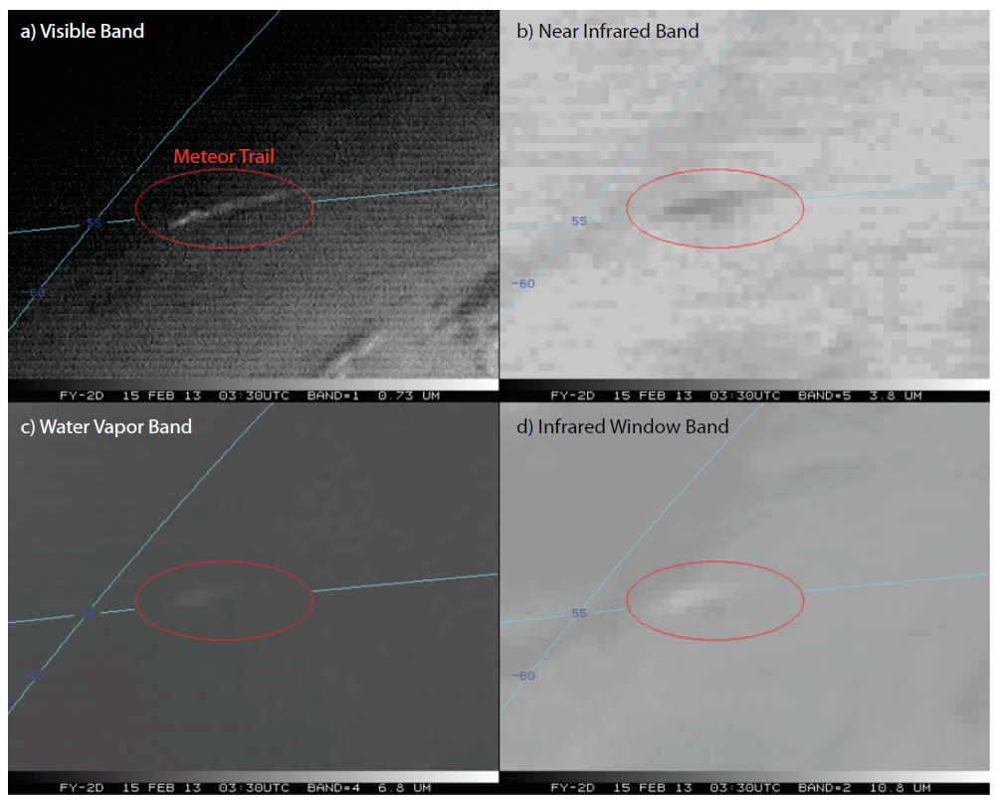 a) Visible Band
Meteor Trail
55
-60
FY-2D 15 FEB 13 03:30UTC BAND=1 0.73 UM
b) Near Infrared Band
55
-60
FY-2D 15 FEB 13 03:30UTC BAND=5 3.8 UM
c) Water Vapor Band
55
-60
FY-2D 15 FEB 13 03:30UTC BAND=4 6.8 UM
d) Infrared Window Band
55
-60
FY-2D 15 FEB 13 03:30UTC BAND=2 10.8 UM